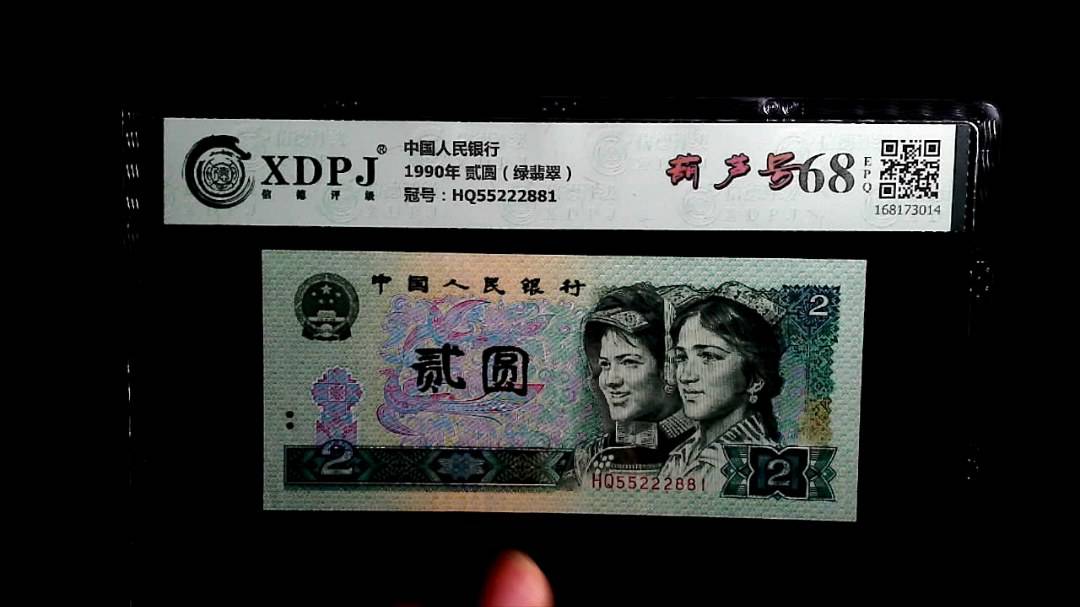 XDPJ®
信德评级
中国人民银行
1990年 贰圆（绿翡翠）
冠号：HQ55222881
葫芦号68
EPQ
168173014
中国人民银行
贰圆
2
2
2
HQ55222881